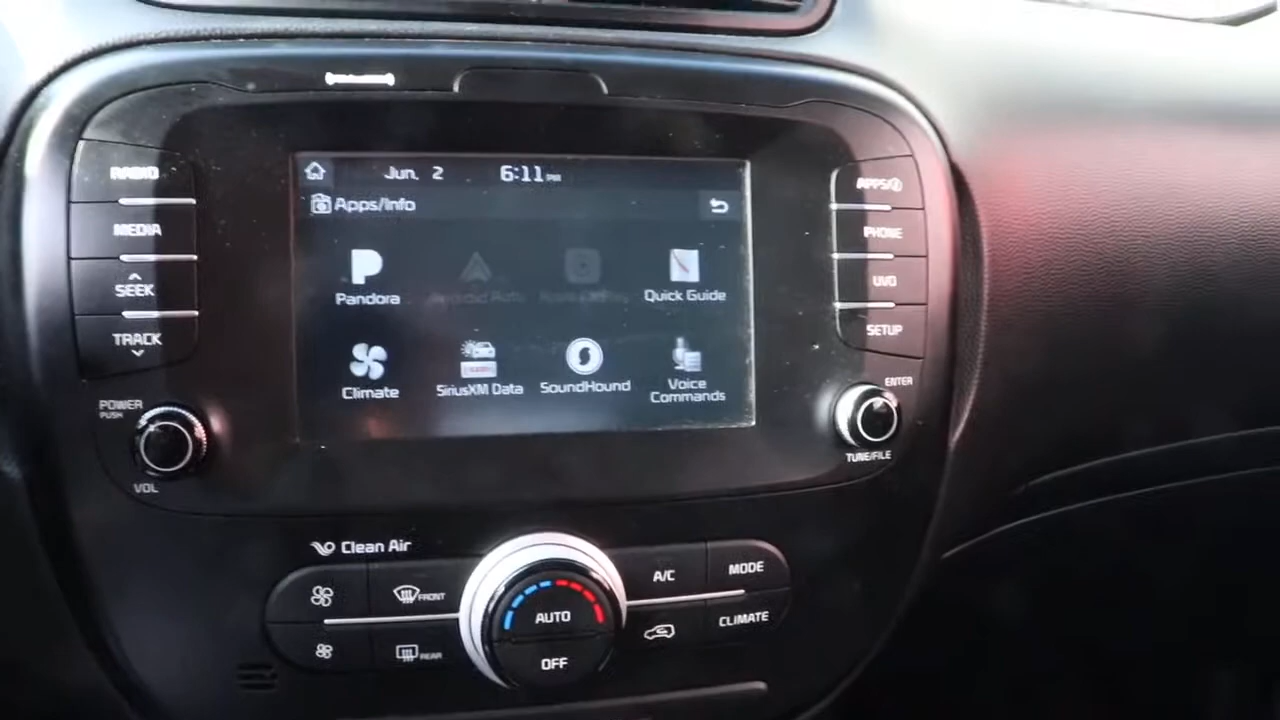 RADIO
MEDIA
SEEK
TRACK
POWER
PUSH
VOL
Jun. 2 6:11 PM
Apps/Info
Pandora
Android Auto
Quick Guide
Climate
SiriusXM Data
SoundHound
Voice
Commands
APPS/
PHONE
UVO
SETUP
ENTER
TUNE/FILE
Clean Air
FRONT
REAR
AUTO
OFF
A/C
MODE
CLIMATE